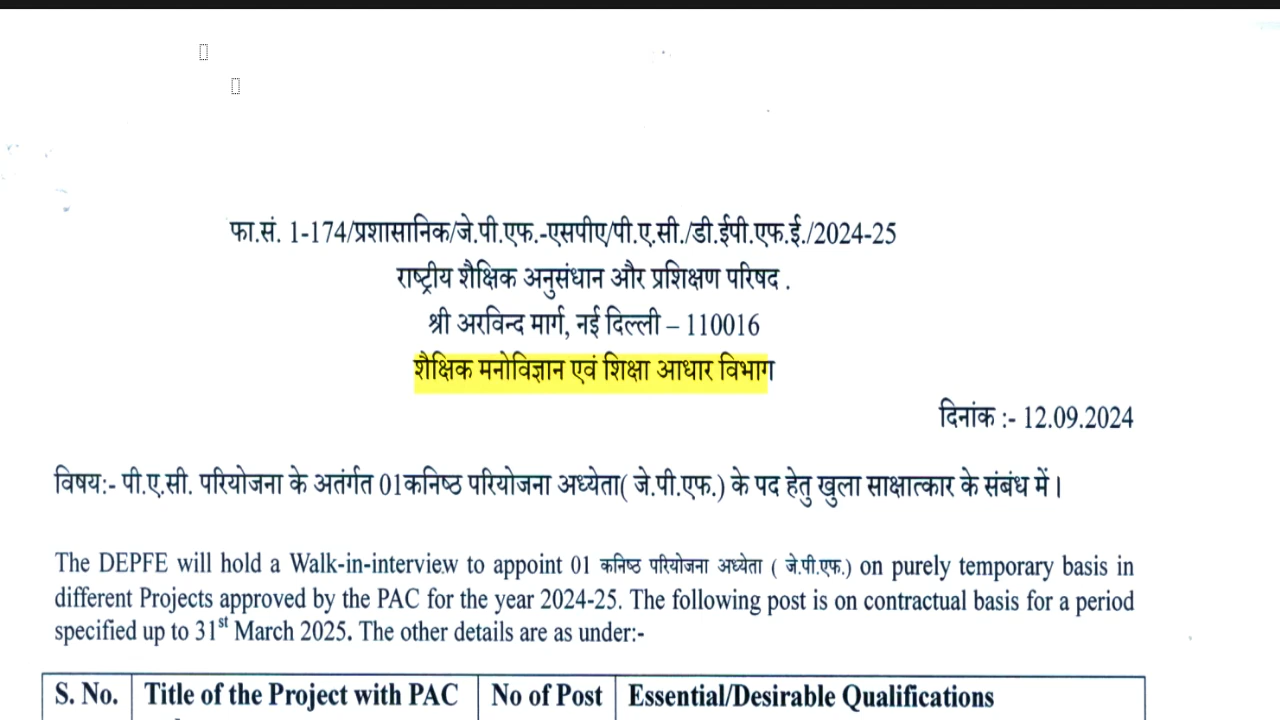 फा.सं. 1-174/प्रशासानिक/जे.पी.एफ.-एसपीए/पी.ए.सी./डी.ईपी.एफ.ई./2024-25
राष्ट्रीय शैक्षिक अनुसंधान और प्रशिक्षण परिषद .
श्री अरविन्द मार्ग, नई दिल्ली – 110016
शैक्षिक मनोविज्ञान एवं शिक्षा आधार विभाग
दिनांक :- 12.09.2024
विषय:- पी.ए.सी. परियोजना के अतंर्गत 01कनिष्ठ परियोजना अध्येता( जे.पी.एफ.) के पद हेतु खुला साक्षात्कार के संबंध में।
The DEPFE will hold a Walk-in-interview to appoint 01 कनिष्ठ परियोजना अध्येता ( जे.पी.एफ.) on purely temporary basis in
different Projects approved by the PAC for the year 2024-25. The following post is on contractual basis for a period
specified up to 31st March 2025. The other details are as under:-
S. No. Title of the Project with PAC No of Post Essential/Desirable Qualifications